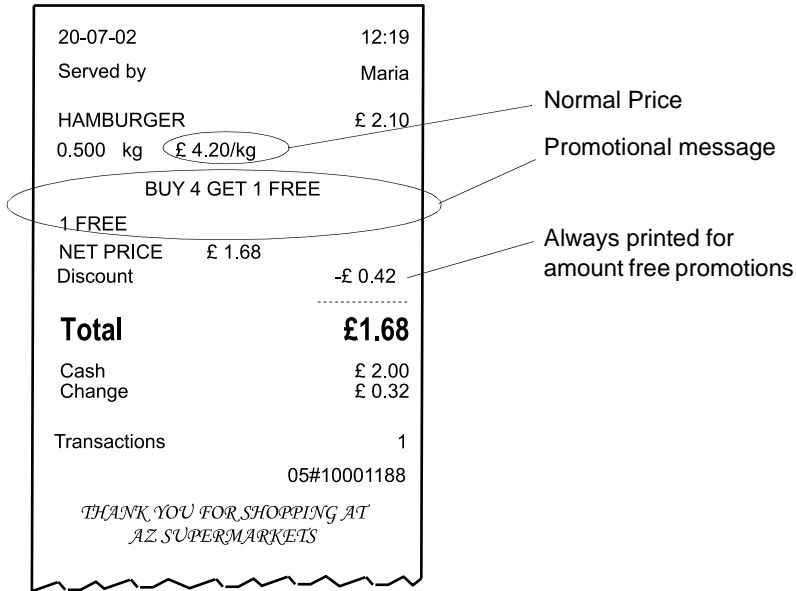 20-07-02 12:19
Served by Maria
HAMBURGER £ 2.10
0.500 kg £ 4.20/kg
BUY 4 GET 1 FREE
1 FREE
NET PRICE £ 1.68
Discount -£ 0.42
Total £1.68
Cash £ 2.00
Change £ 0.32
Transactions 1
05#10001188
THANK YOU FOR SHOPPING AT
AZ SUPERMARKETS
Normal Price
Promotional message
Always printed for
amount free promotions